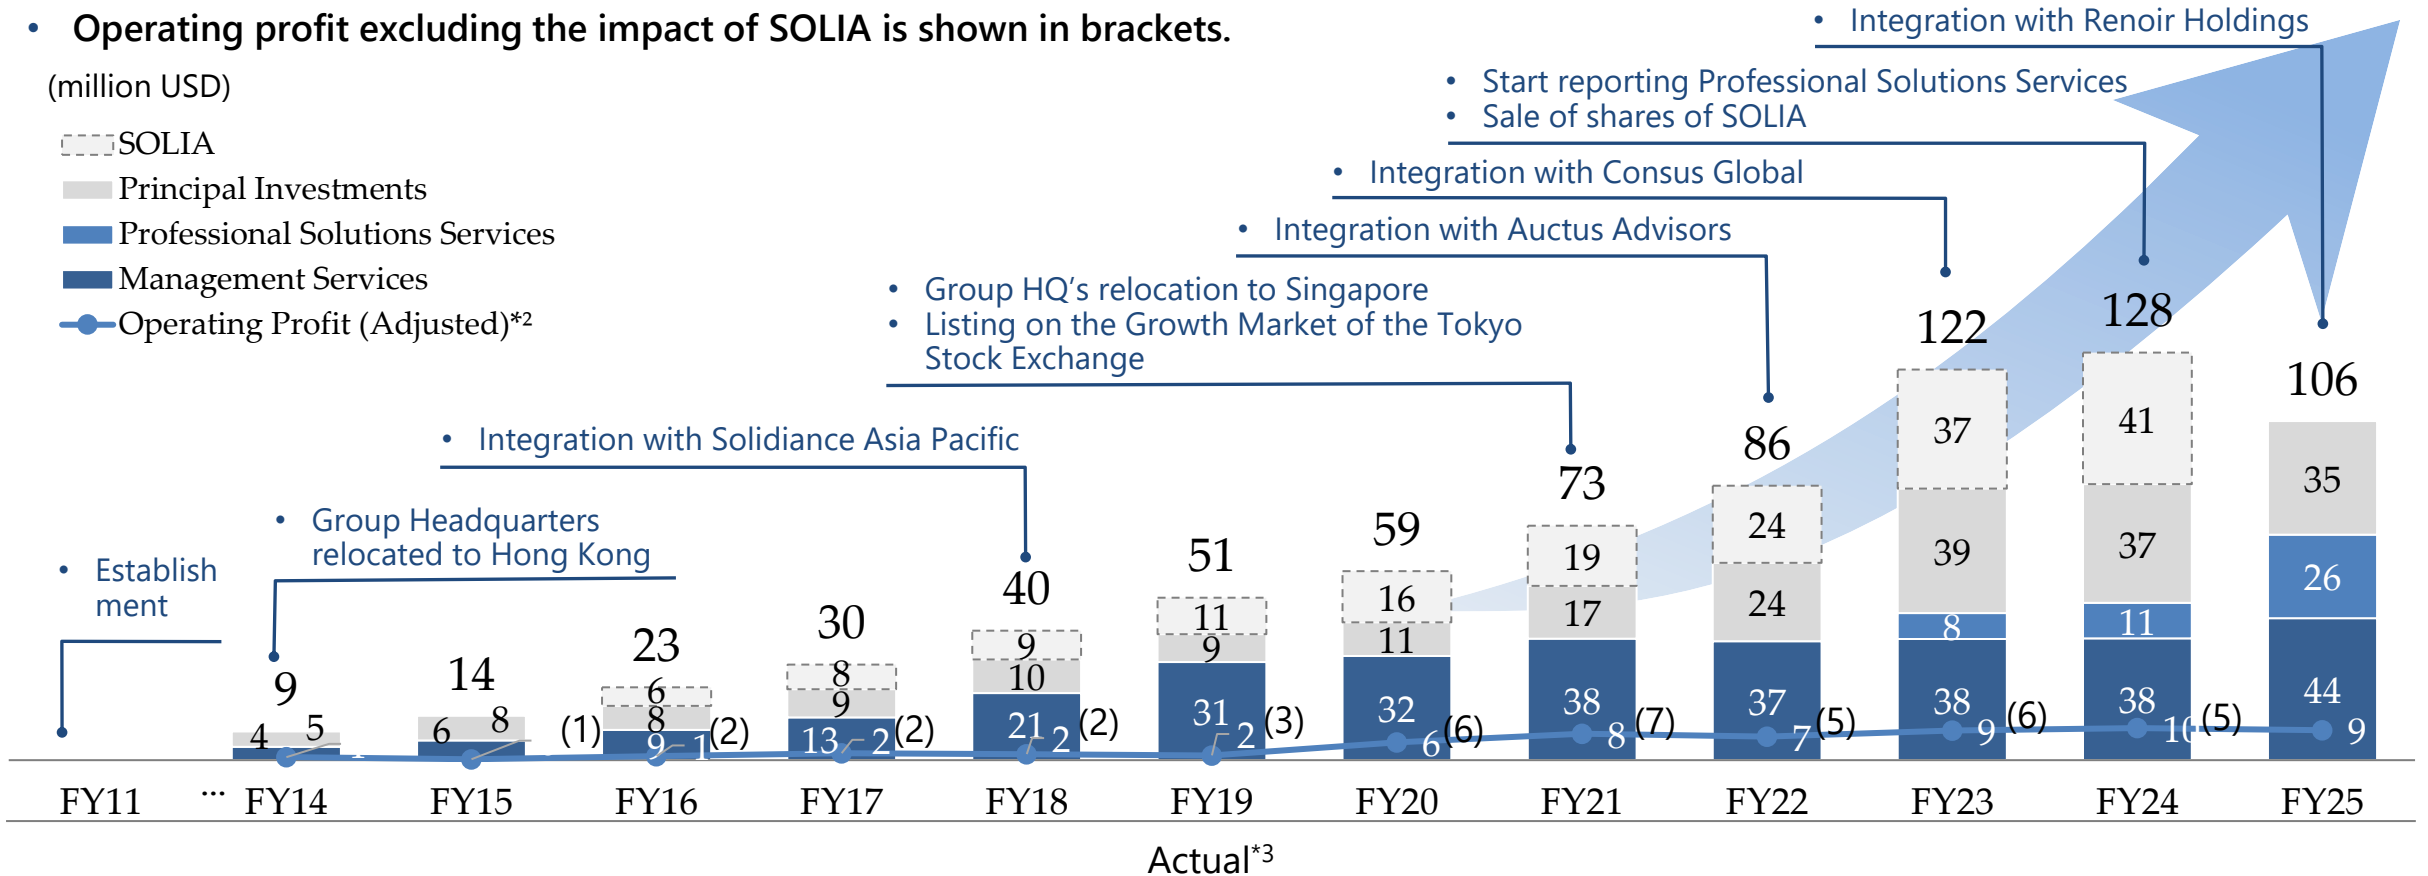 • Operating profit excluding the impact of SOLIA is shown in brackets.
(million USD)
SOLIA
Principal Investments
Professional Solutions Services
Management Services
Operating Profit (Adjusted)*2
• Integration with Renoir Holdings
• Start reporting Professional Solutions Services
• Sale of shares of SOLIA
• Integration with Consus Global
• Integration with Auctus Advisors
• Group HQ’s relocation to Singapore
• Listing on the Growth Market of the Tokyo
Stock Exchange
• Integration with Solidiance Asia Pacific
• Group Headquarters
relocated to Hong Kong
• Establish
ment
9 14 23 30 40 51 59 73 86 122 128 106
6 8 9 11 16 19 24 37 41
5 8 8 9 10 9 11 17 24 39 37 35
8 11 26
4 6 9 13 21 31 32 38 37 38 38 44
1 1 2 2 2 6 8 7 9 10 9
(1) (2) (2) (2) (3) (6) (7) (5) (6) (5)
FY11 ... FY14 FY15 FY16 FY17 FY18 FY19 FY20 FY21 FY22 FY23 FY24 FY25
Actual*3